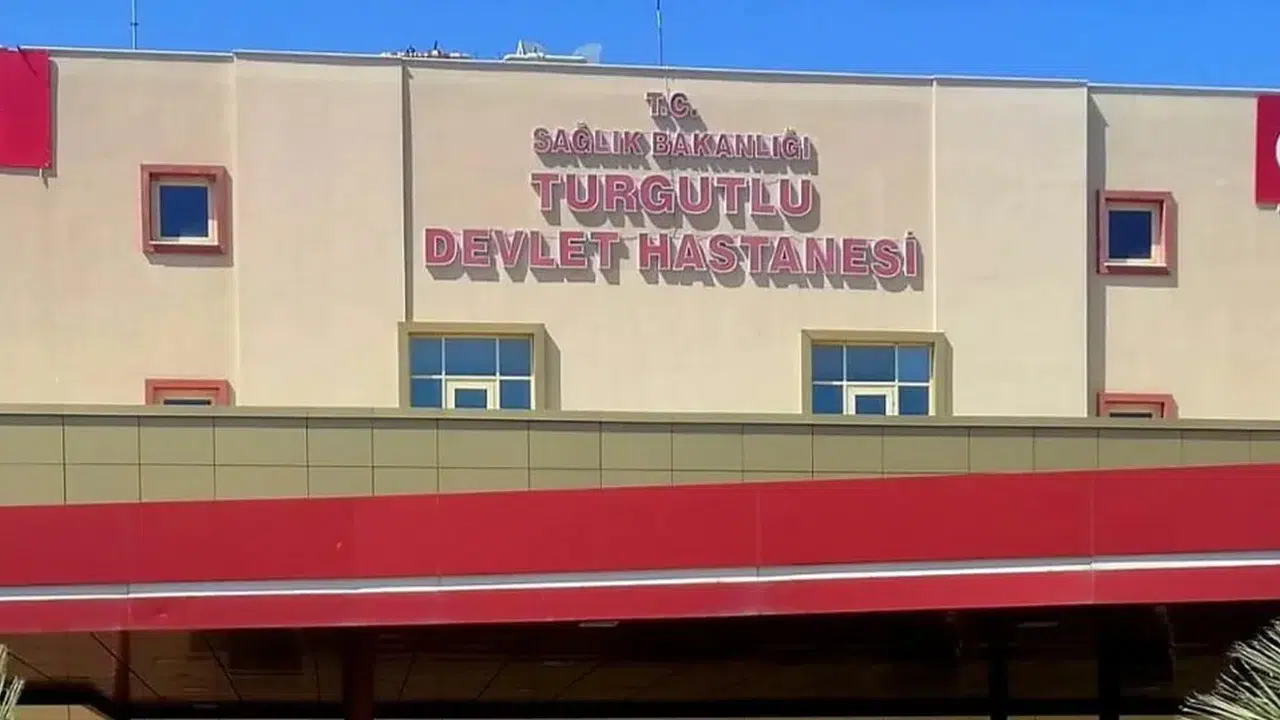 T.C.
SAĞLIK BAKANLIĞI
TURGUTLU
DEVLET HASTANESİ